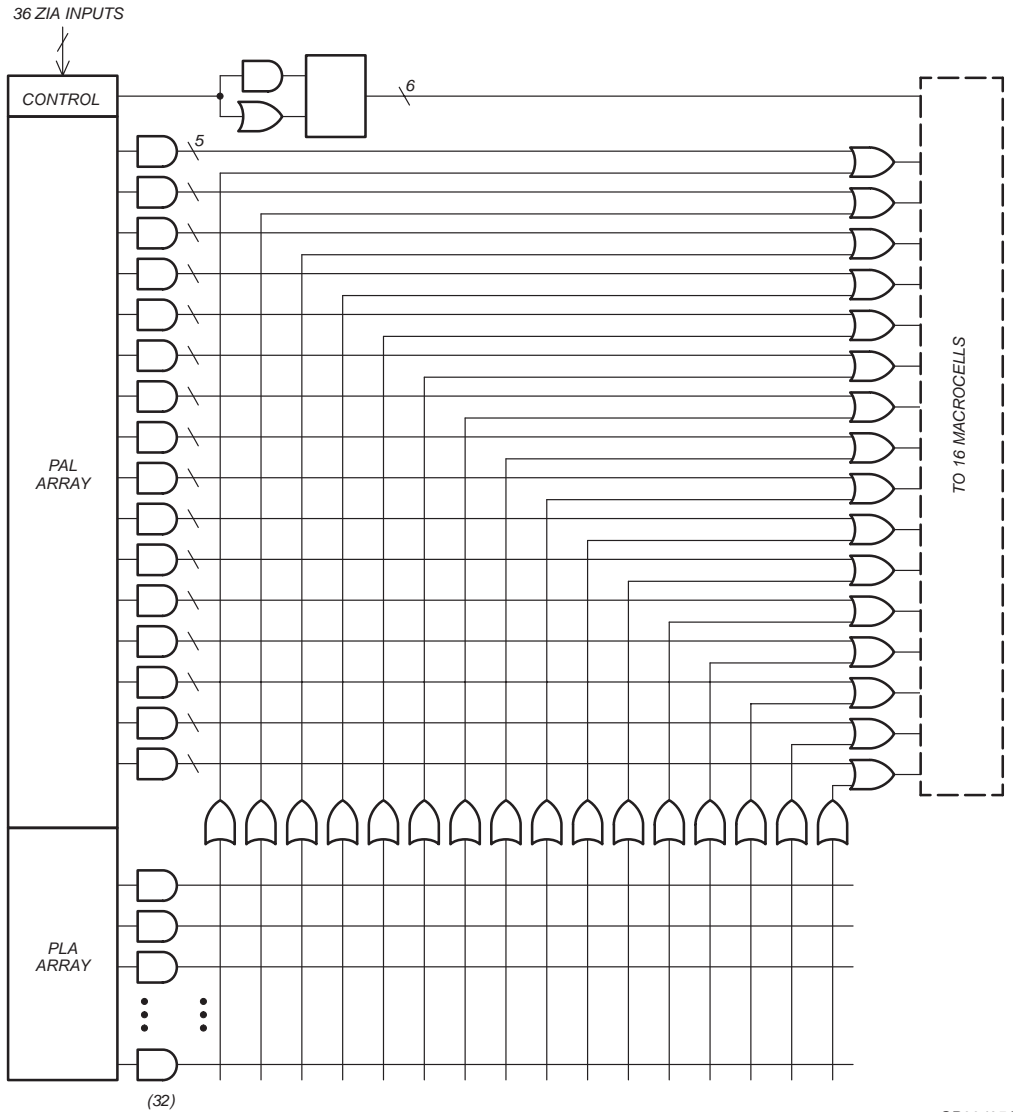 36 ZIA INPUTS
CONTROL
6
5
PAL
ARRAY
TO 16 MACROCELLS
PLA
ARRAY
(32)